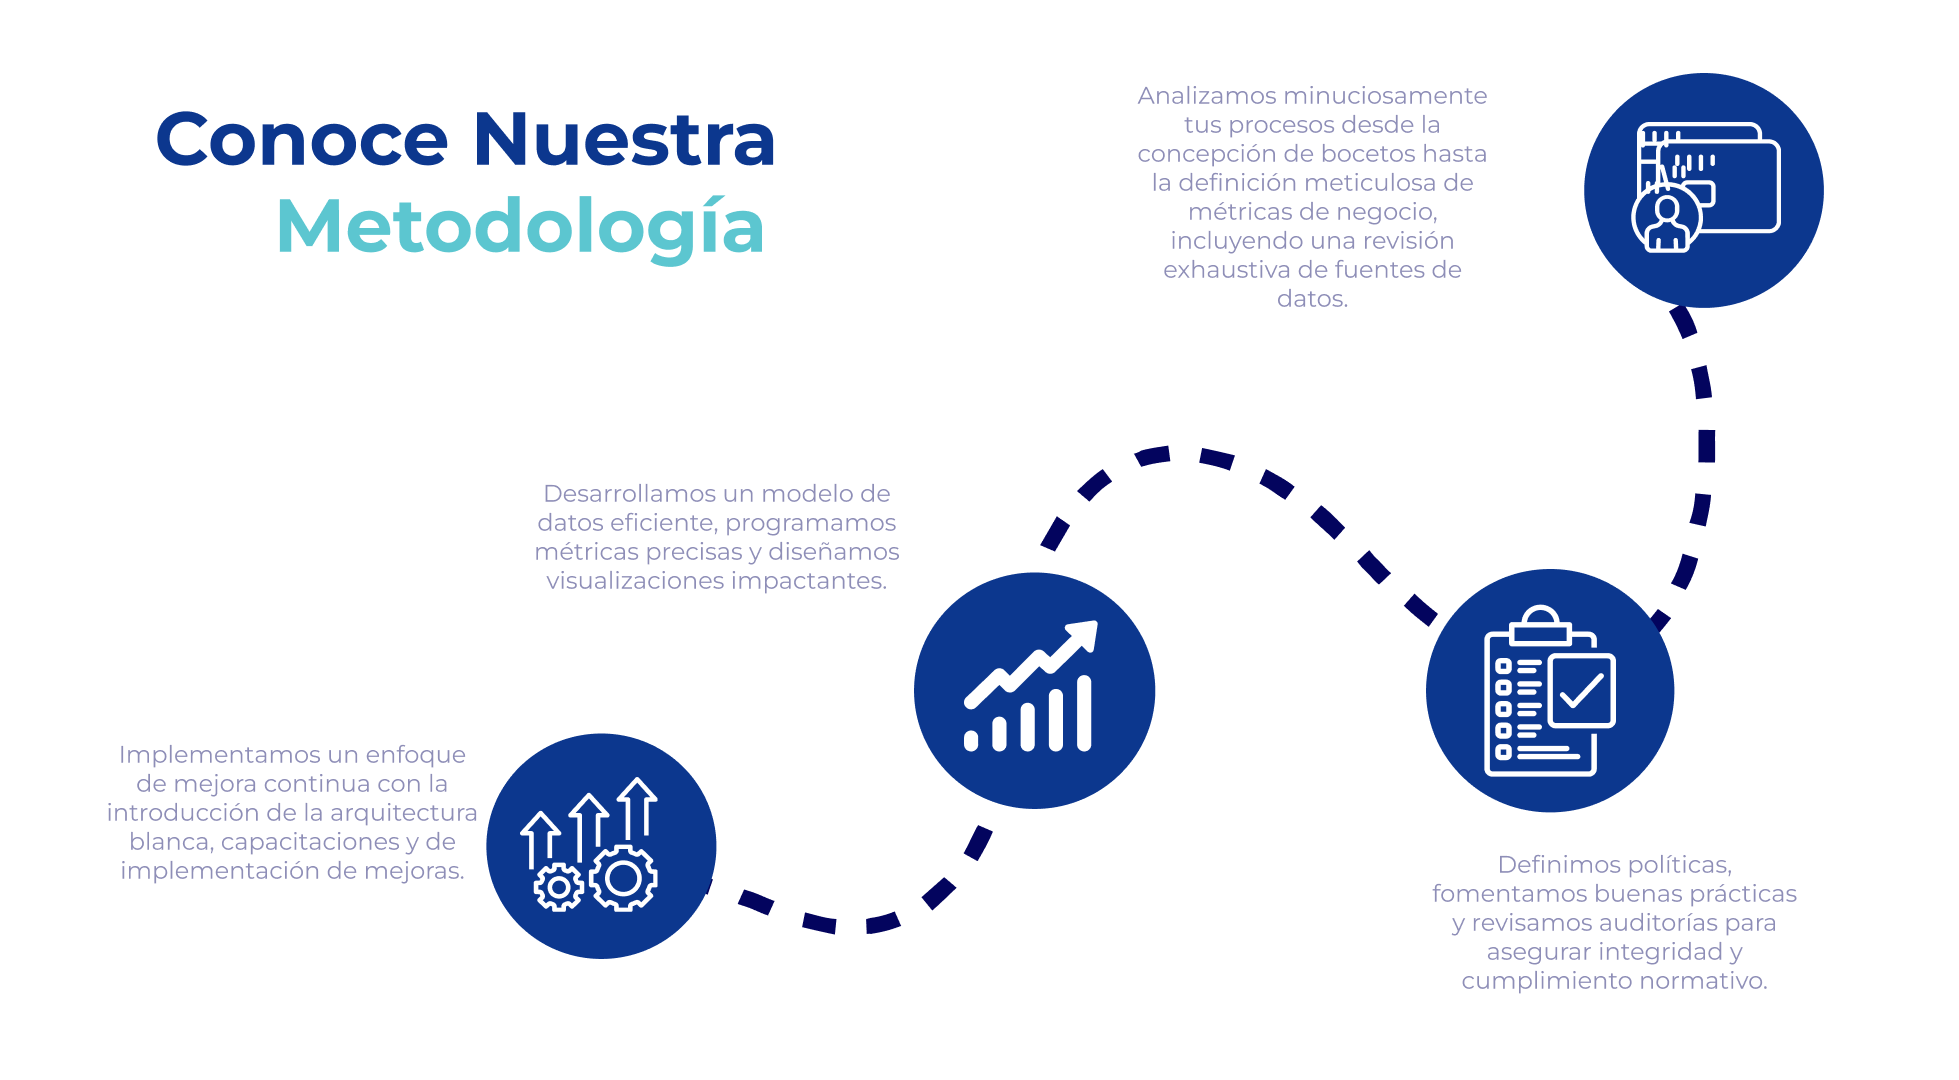 Conoce Nuestra
Metodología
Analizamos minuciosamente
tus procesos desde la
concepción de bocetos hasta
la definición meticulosa de
métricas de negocio,
incluyendo una revisión
exhaustiva de fuentes de
datos.
Desarrollamos un modelo de
datos eficiente, programamos
métricas precisas y diseñamos
visualizaciones impactantes.
Implementamos un enfoque
de mejora continua con la
introducción de la arquitectura
blanca, capacitaciones y de
implementación de mejoras.
Definimos políticas,
fomentamos buenas prácticas
y revisamos auditorías para
asegurar integridad y
cumplimiento normativo.